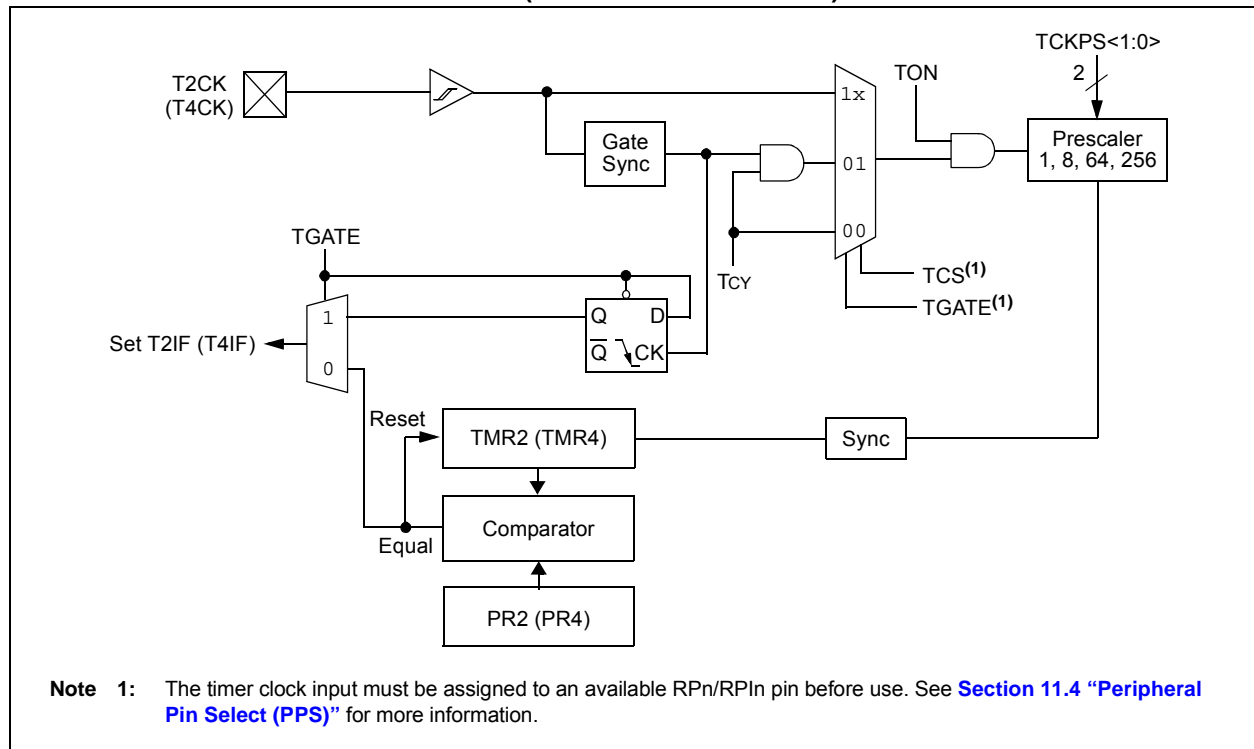 TCKPS<1:0>
2
TON
T2CK
(T4CK)
1x
Prescaler
1, 8, 64, 256
Gate
Sync
01
00
TGATE
TCY
TCS(1)
TGATE(1)
1
Q D
Q CK
Set T2IF (T4IF)
0
Reset
TMR2 (TMR4)
Sync
Comparator
Equal
PR2 (PR4)
Note 1: The timer clock input must be assigned to an available RPn/RPIn pin before use. See Section 11.4 “Peripheral
Pin Select (PPS)” for more information.